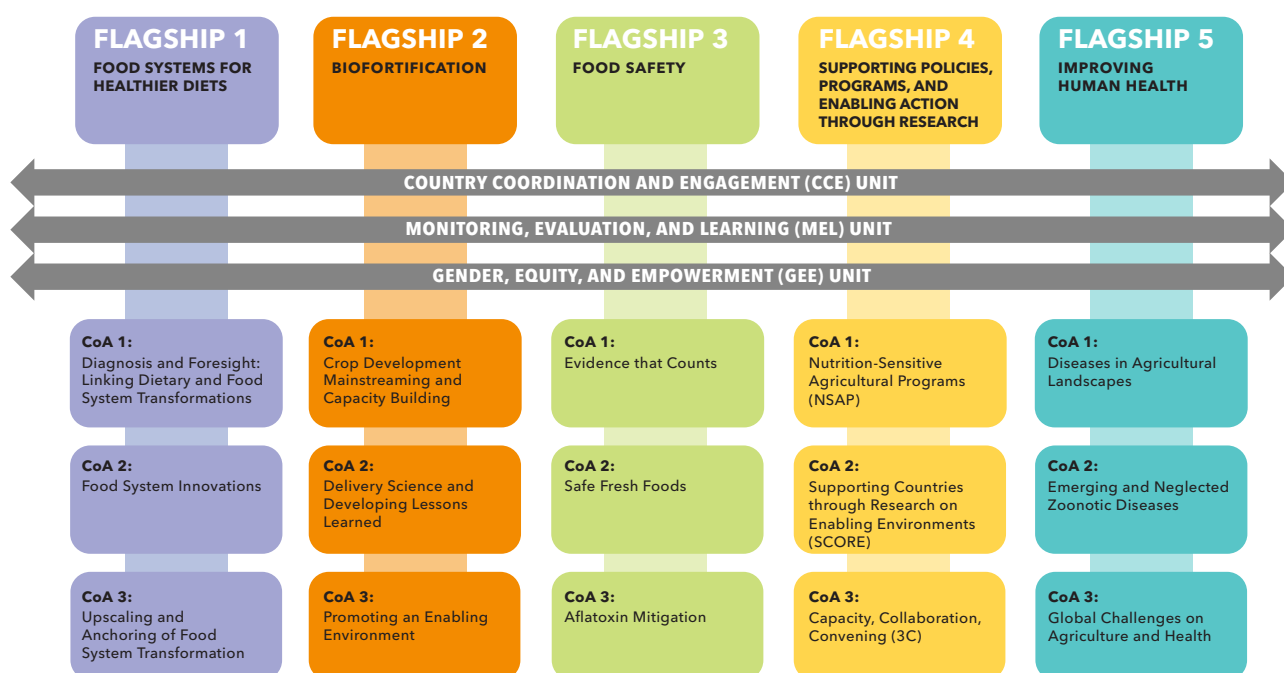 FLAGSHIP 1
FOOD SYSTEMS FOR
HEALTHIER DIETS
FLAGSHIP 2
BIOFORTIFICATION
FLAGSHIP 3
FOOD SAFETY
FLAGSHIP 4
SUPPORTING POLICIES,
PROGRAMS, AND
ENABLING ACTION
THROUGH RESEARCH
FLAGSHIP 5
IMPROVING
HUMAN HEALTH
COUNTRY COORDINATION AND ENGAGEMENT (CCE) UNIT
MONITORING, EVALUATION, AND LEARNING (MEL) UNIT
GENDER, EQUITY, AND EMPOWERMENT (GEE) UNIT
CoA 1:
Diagnosis and Foresight:
Linking Dietary and Food
System Transformations
CoA 1:
Crop Development
Mainstreaming and
Capacity Building
CoA 1:
Evidence that Counts
CoA 1:
Nutrition-Sensitive
Agricultural Programs
(NSAP)
CoA 1:
Diseases in Agricultural
Landscapes
CoA 2:
Food System Innovations
CoA 2:
Delivery Science and
Developing Lessons
Learned
CoA 2:
Safe Fresh Foods
CoA 2:
Supporting Countries
through Research on
Enabling Environments
(SCORE)
CoA 2:
Emerging and Neglected
Zoonotic Diseases
CoA 3:
Upscaling and
Anchoring of Food
System Transformation
CoA 3:
Promoting an Enabling
Environment
CoA 3:
Aflatoxin Mitigation
CoA 3:
Capacity, Collaboration,
Convening (3C)
CoA 3:
Global Challenges on
Agriculture and Health